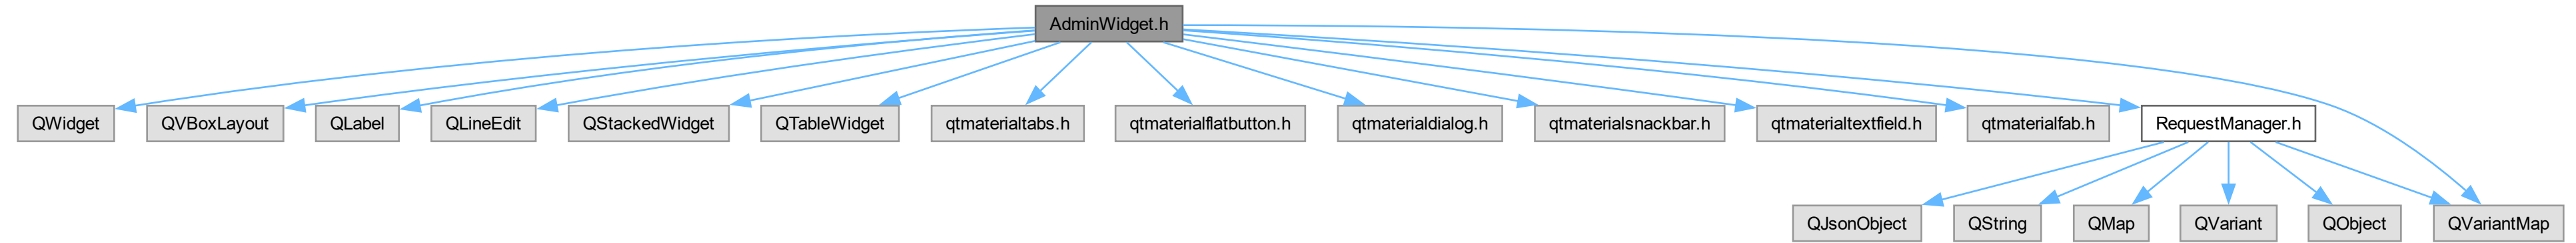 AdminWidget.h
QWidget
QVBoxLayout
QLabel
QLineEdit
QStackedWidget
QTableWidget
qtmaterialtabs.h
qtmaterialflatbutton.h
qtmaterialdialog.h
qtmaterialsnackbar.h
qtmaterialtextfield.h
qtmaterialfab.h
RequestManager.h
QJsonObject
QString
QMap
QVariant
QObject
QVariantMap